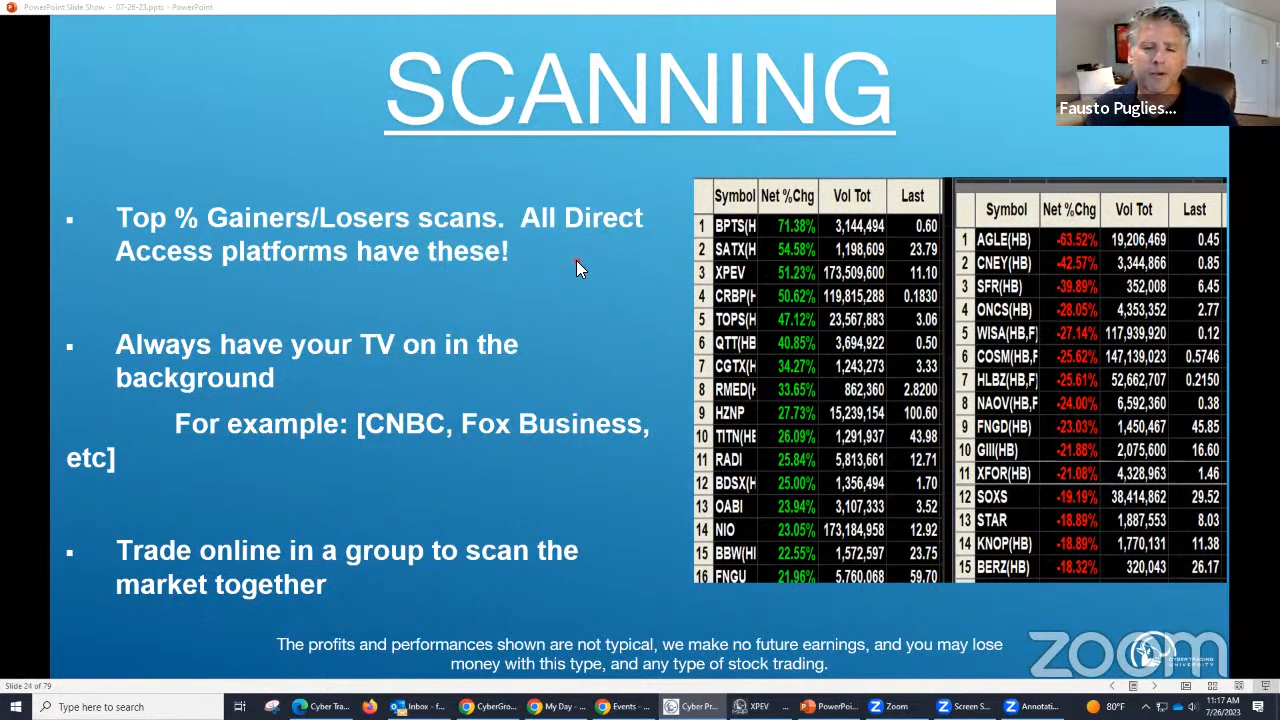 PowerPoint Slide Show - 07-26-23.ppts - PowerPoint
SCANNING
Fausto Puglies...
▪ Top % Gainers/Losers scans. All Direct
Access platforms have these!
▪ Always have your TV on in the
background
For example: [CNBC, Fox Business,
etc]
▪ Trade online in a group to scan the
market together
Symbol Net %Chg Vol Tot Last
1 BPTS(H 71.38% 3,144,494 0.60
2 SATX(H 54.58% 1,198,609 23.79
3 XPEV 51.23% 173,509,600 11.10
4 CRBP(H 50.62% 119,815,288 0.1830
5 TOPS(H 47.12% 23,567,883 3.06
6 QTT(HB 40.85% 3,694,922 0.50
7 CGTX(H 34.27% 1,243,273 3.33
8 RMED(H 33.65% 862,360 2.8200
9 HZNP 27.73% 15,239,154 100.60
10 TITN(HE 26.09% 1,291,937 43.98
11 RADI 25.84% 5,813,661 12.71
12 BDSX(H 25.00% 1,356,494 1.70
13 OABI 23.94% 3,107,333 3.52
14 NIO 23.05% 173,184,958 12.92
15 BBW(HI 22.55% 1,572,597 23.75
16 FNGU 21.96% 5,760,068 59.70
Symbol Net %Chg Vol Tot Last
1 AGLE(HB) -63.52% 19,206,469 0.45
2 CNEY(HB) -42.57% 3,344,866 0.85
3 SFR(HB) -39.89% 352,008 6.45
4 ONCS(HB) -28.05% 4,353,352 2.77
5 WISA(HB,F) -27.14% 117,939,920 0.12
6 COSM(HB,F -25.62% 147,139,023 0.5746
7 HLBZ(HB,F) -25.61% 52,662,707 0.2150
8 NAOV(HB,F -24.00% 6,592,360 0.38
9 FNGD(HB) -23.03% 1,450,467 45.85
10 GIII(HB) -21.88% 2,075,600 16.60
11 XFOR(HB) -21.08% 4,328,963 1.46
12 SOXS -19.19% 38,414,862 29.52
13 STAR -18.89% 1,887,553 8.03
14 KNOP(HB) -18.89% 1,770,131 11.38
15 BERZ(HB) -18.32% 320,043 26.17
The profits and performances shown are not typical, we make no future earnings, and you may lose
money with this type, and any type of stock trading.
zoom
CYBERTRADING
UNIVERSITY
Slide 24 of 79
Type here to search
Cyber Tra...
Inbox - f...
CyberGro...
My Day - ...
Events - ...
Cyber Pr...
XPEV ...
PowerPoi...
Zoom
Screen S...
Annotati...
80°F
11:17 AM
7/26/2023